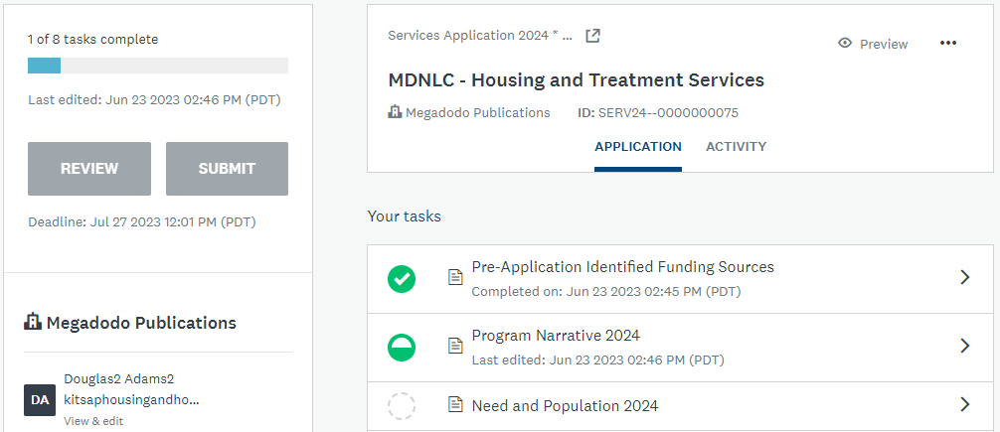 1 of 8 tasks complete
Last edited: Jun 23 2023 02:46 PM (PDT)
REVIEW
SUBMIT
Deadline: Jul 27 2023 12:01 PM (PDT)
Megadodo Publications
DA
Douglas2 Adams2
kitsaphousingandho...
View & edit
Services Application 2024 * ...
Preview
MDNLC - Housing and Treatment Services
Megadodo Publications
ID: SERV24--0000000075
APPLICATION
ACTIVITY
Your tasks
Pre-Application Identified Funding Sources
Completed on: Jun 23 2023 02:45 PM (PDT)
Program Narrative 2024
Last edited: Jun 23 2023 02:46 PM (PDT)
Need and Population 2024